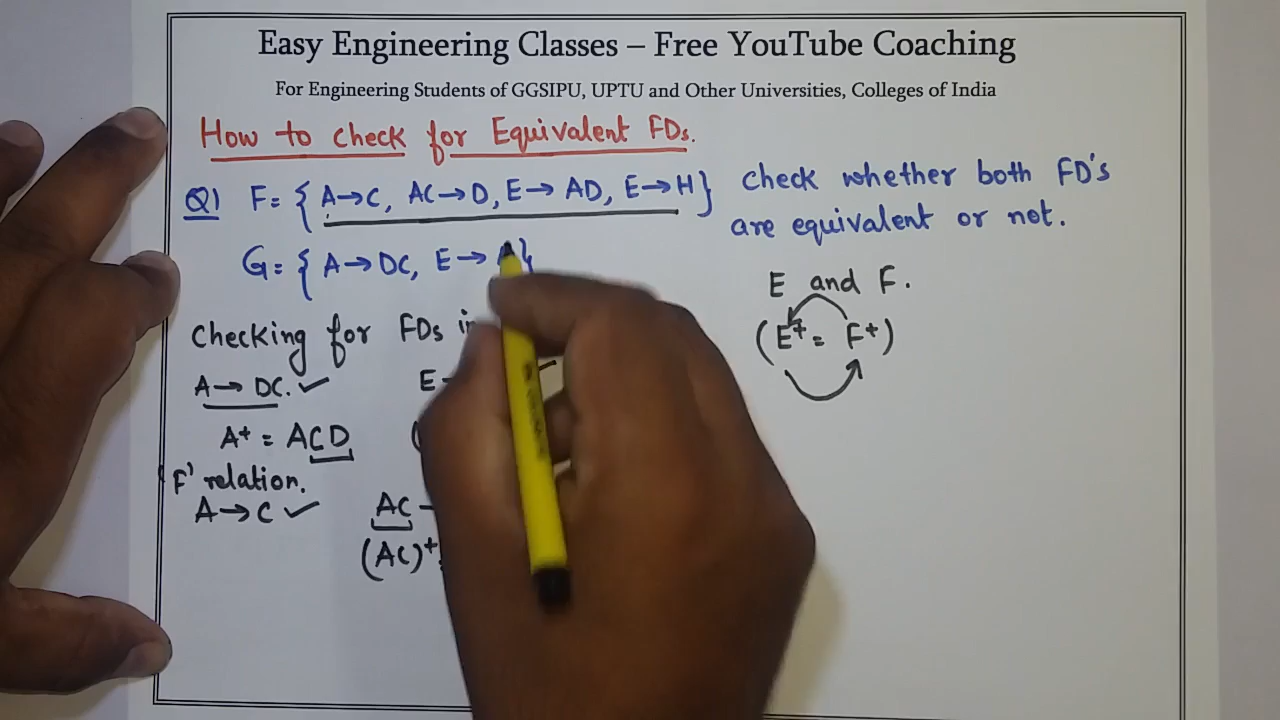 Easy Engineering Classes – Free YouTube Coaching
For Engineering Students of GGSIPU, UPTU and Other Universities, Colleges of India
How to check for Equivalent FDs.
Q1 F = { A→C, AC→D, E→AD, E→H} check whether both FD's
are equivalent or not.
G = { A→DC, E→ }
E and F.
(E+ = F+)
Checking for FDs
A→DC. ✓ E
A+ = ACD
F' relation.
A→C ✓ AC
(AC)+